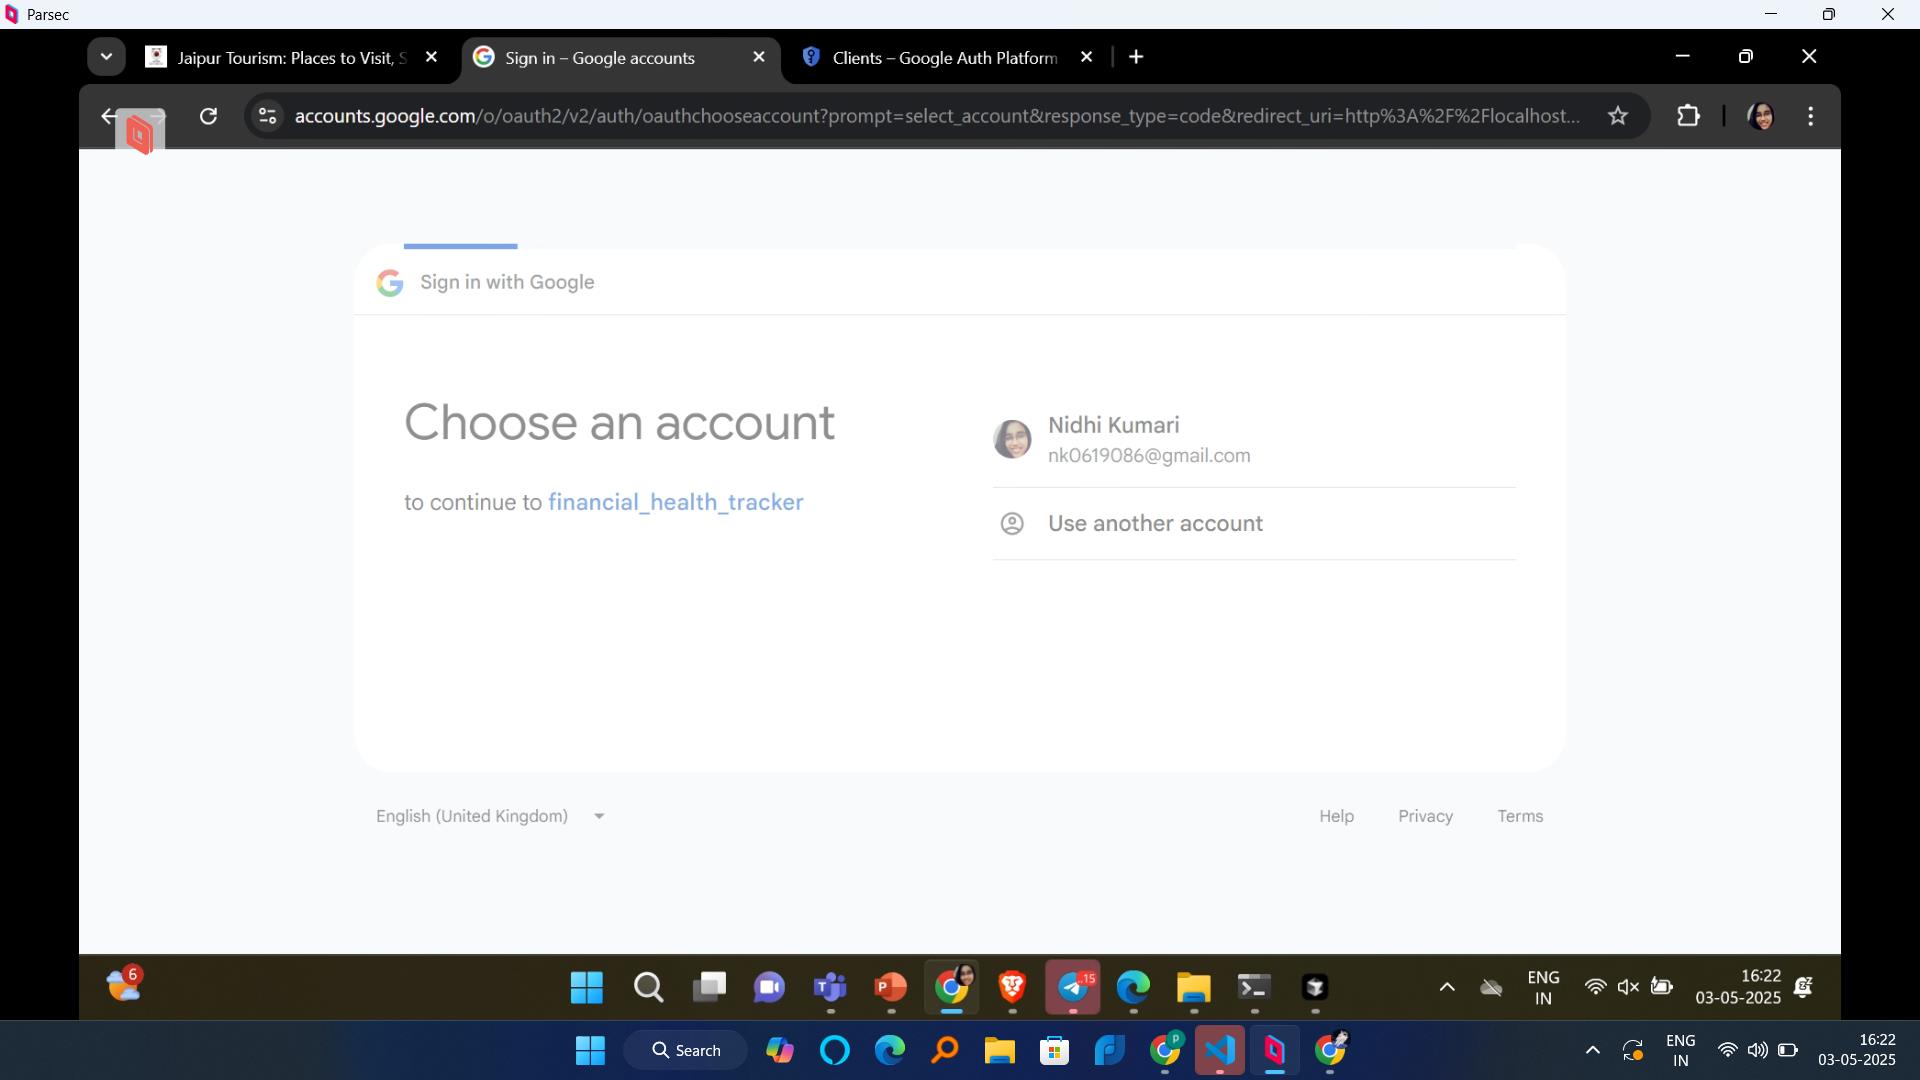 Parsec
Jaipur Tourism: Places to Visit, S
Sign in – Google accounts
Clients – Google Auth Platform
accounts.google.com/o/oauth2/v2/auth/oauthchooseaccount?prompt=select_account&response_type=code&redirect_uri=http%3A%2F%2Flocalhost...
Sign in with Google
Choose an account
to continue to financial_health_tracker
Nidhi Kumari
nk0619086@gmail.com
Use another account
English (United Kingdom)
Help
Privacy
Terms
6
15
ENG
IN
16:22
03-05-2025
Search
ENG
IN
16:22
03-05-2025